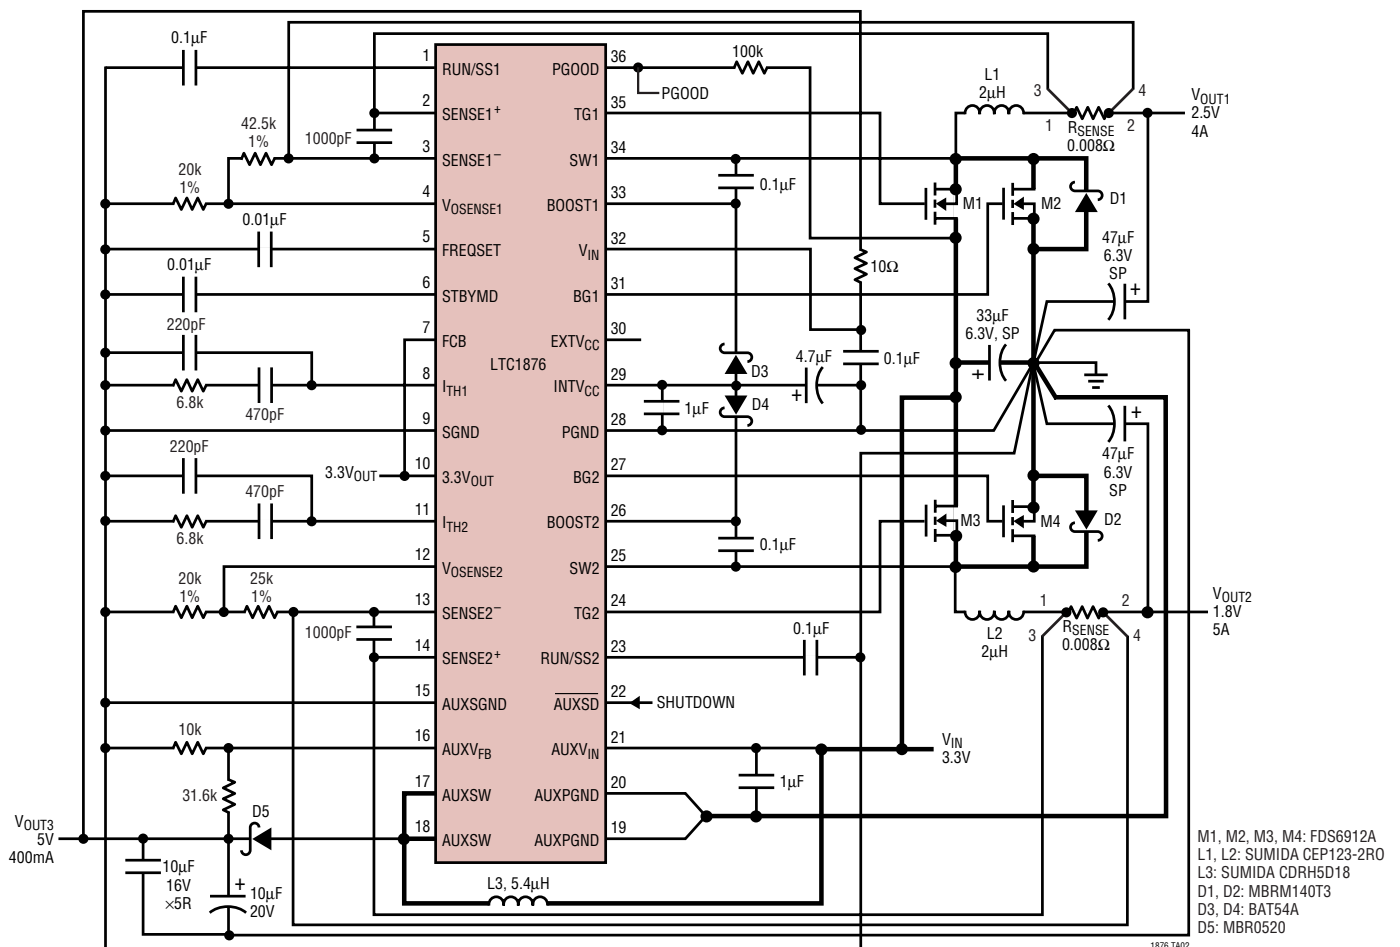 0.1µF
1
RUN/SS1
2
SENSE1+
1000pF
42.5k
1%
3
SENSE1−
20k
1%
4
VOSENSE1
0.01µF
5
FREQSET
0.01µF
6
STBYMD
220pF
7
FCB
8
ITH1
6.8k
470pF
9
SGND
220pF
3.3VOUT
10
3.3VOUT
470pF
11
ITH2
6.8k
12
VOSENSE2
20k
1%
25k
1%
13
SENSE2−
1000pF
14
SENSE2+
15
AUXSGND
10k
16
AUXVFB
31.6k
17
AUXSW
D5
18
AUXSW
VOUT3
5V
400mA
10µF
16V
×5R
10µF
20V
L3, 5.4µH
LTC1876
36
PGOOD
100k
PGOOD
35
TG1
34
SW1
0.1µF
33
BOOST1
32
VIN
10Ω
31
BG1
30
EXTVCC
D3
4.7µF
0.1µF
29
INTVCC
D4
1µF
28
PGND
27
BG2
26
BOOST2
0.1µF
25
SW2
24
TG2
0.1µF
23
RUN/SS2
22
AUXSD
SHUTDOWN
21
AUXVIN
VIN
3.3V
1µF
20
AUXPGND
19
AUXPGND
L1
2µH
3
4
1
2
RSENSE
0.008Ω
VOUT1
2.5V
4A
M1
M2
D1
47µF
6.3V
SP
+
33µF
6.3V, SP
+
+
+
47µF
6.3V
SP
M3
M4
D2
L2
2µH
1
2
3
4
RSENSE
0.008Ω
VOUT2
1.8V
5A
+
M1, M2, M3, M4: FDS6912A
L1, L2: SUMIDA CEP123-2RO
L3: SUMIDA CDRH5D18
D1, D2: MBRM140T3
D3, D4: BAT54A
D5: MBR0520
1876 TA02